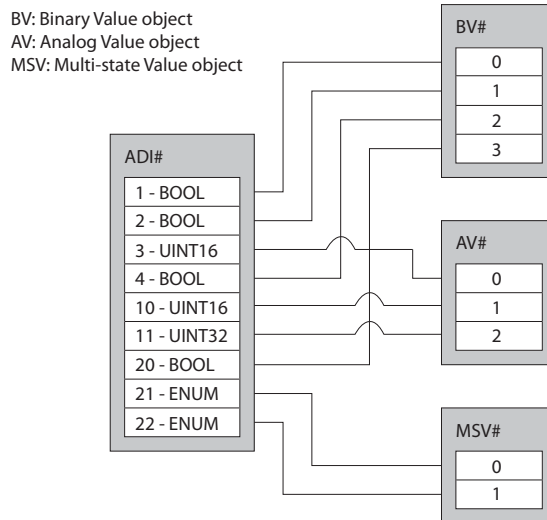 BV: Binary Value object
AV: Analog Value object
MSV: Multi-state Value object
ADI#
1 - BOOL
2 - BOOL
3 - UINT16
4 - BOOL
10 - UINT16
11 - UINT32
20 - BOOL
21 - ENUM
22 - ENUM
BV#
0
1
2
3
AV#
0
1
2
MSV#
0
1